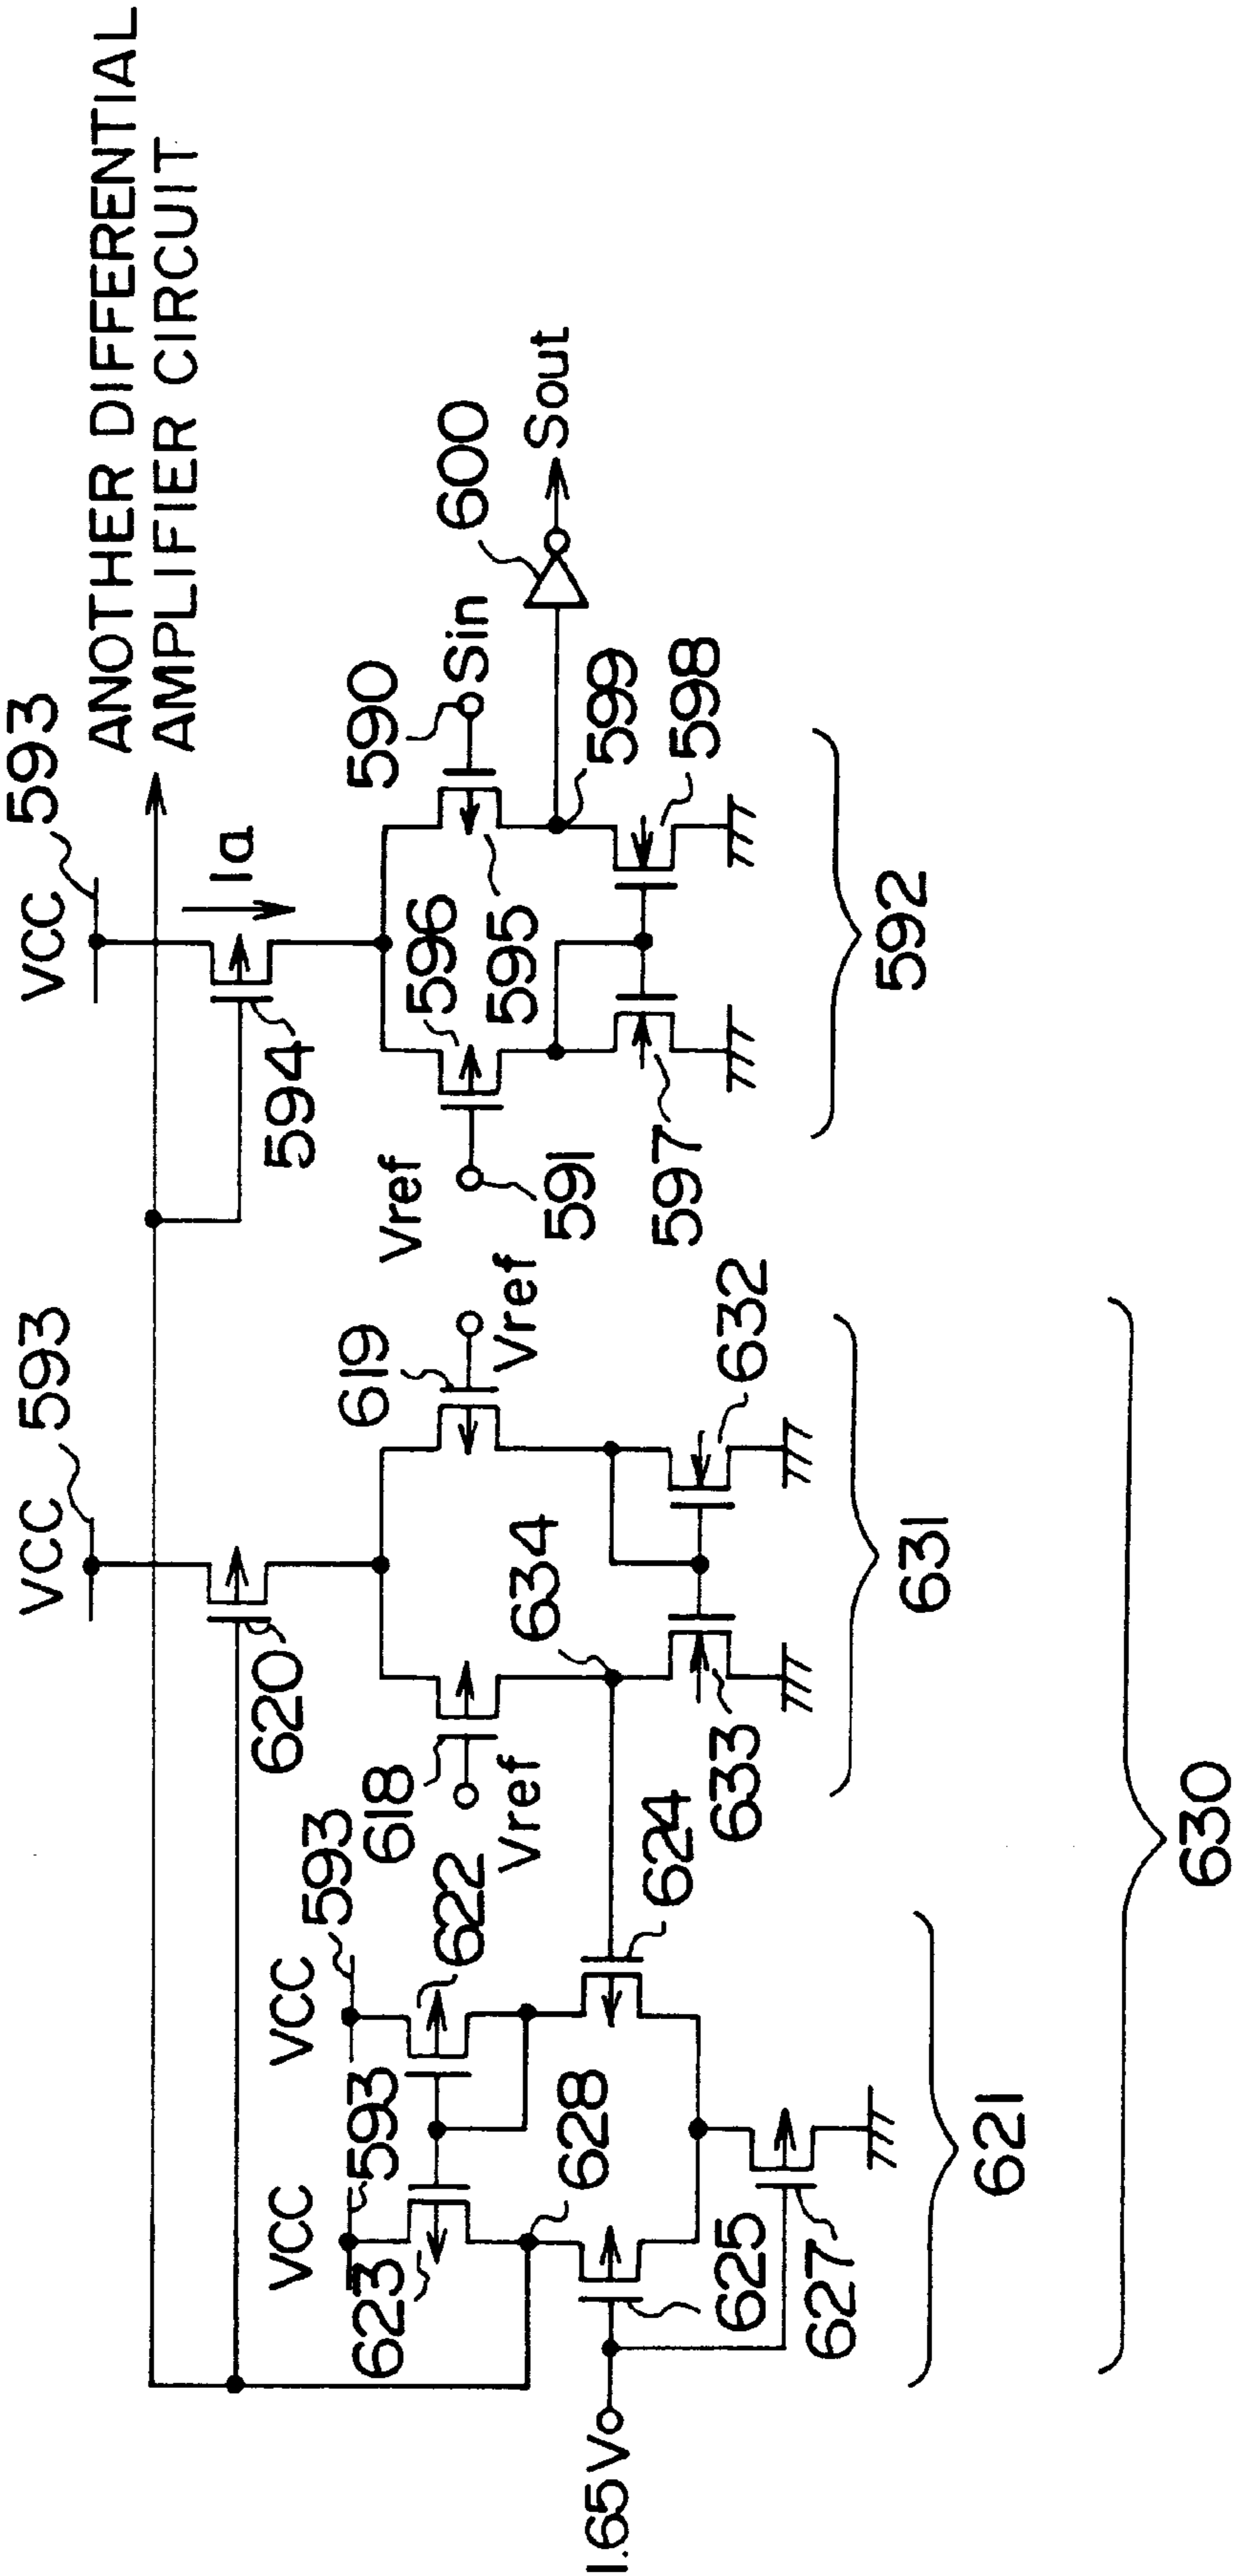 ANOTHER DIFFERENTIAL
AMPLIFIER CIRCUIT
VCC 593
VCC 593
Ia
594
620
590
Sin
596
595
Vref
591
600
Sout
599
598
597
592
619
Vref
618
Vref
634
632
633
631
VCC 593
VCC 593
622
623
628
624
625
627
1.65V
621
630